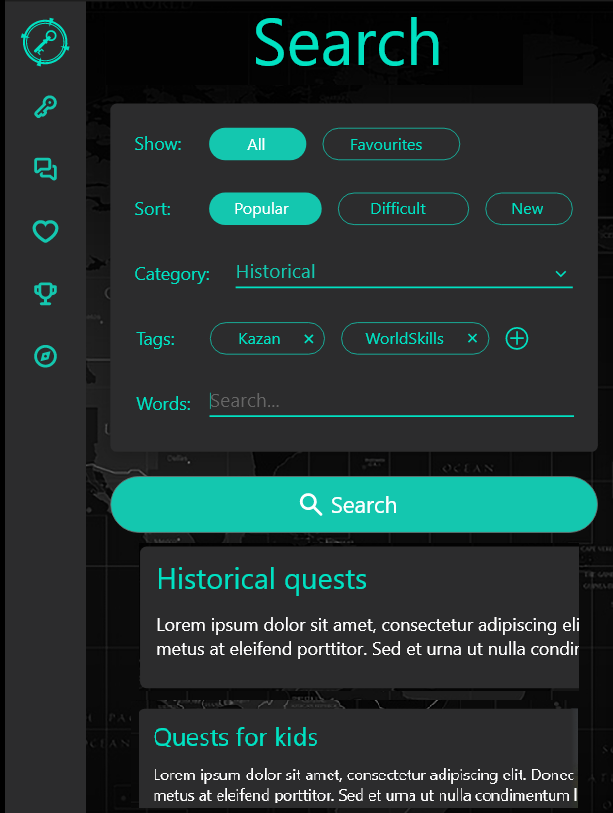 Search
Show: All Favourites
Sort: Popular Difficult New
Category: Historical
Tags: Kazan × WorldSkills ×
Words: Search...
OCEAN
Search
Historical quests
Lorem ipsum dolor sit amet, consectetur adipiscing eli
metus at eleifend porttitor. Sed et urna ut nulla condin
Quests for kids
Lorem ipsum dolor sit amet, consectetur adipiscing elit. Donec
metus at eleifend porttitor. Sed et urna ut nulla condimentum l